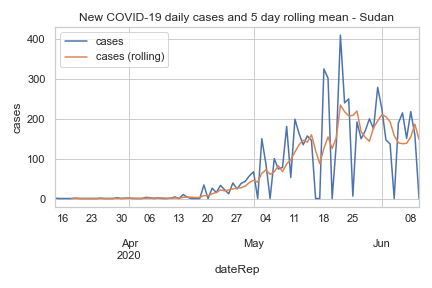 New COVID-19 daily cases and 5 day rolling mean - Sudan
cases
cases (rolling)
400
300
200
100
0
cases
16 23 30 06 13 20 27 04 11 18 25 01 08
Apr May Jun
2020
dateRep